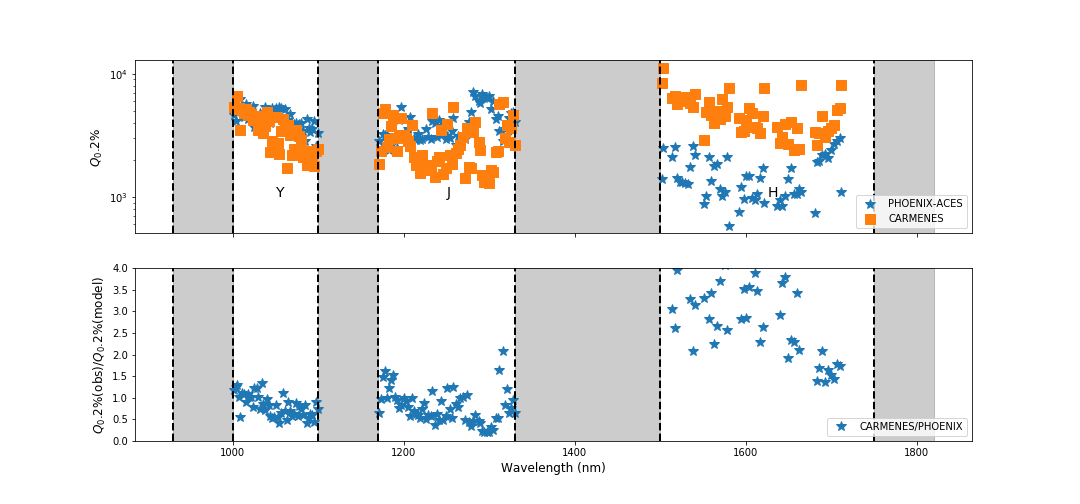 10⁴
10³
Q₀.2%
Y
J
H
PHOENIX-ACES
CARMENES
4.0
3.5
3.0
2.5
2.0
1.5
1.0
0.5
0.0
Q₀.2%(obs)/Q₀.2%(model)
CARMENES/PHOENIX
1000 1200 1400 1600 1800
Wavelength (nm)